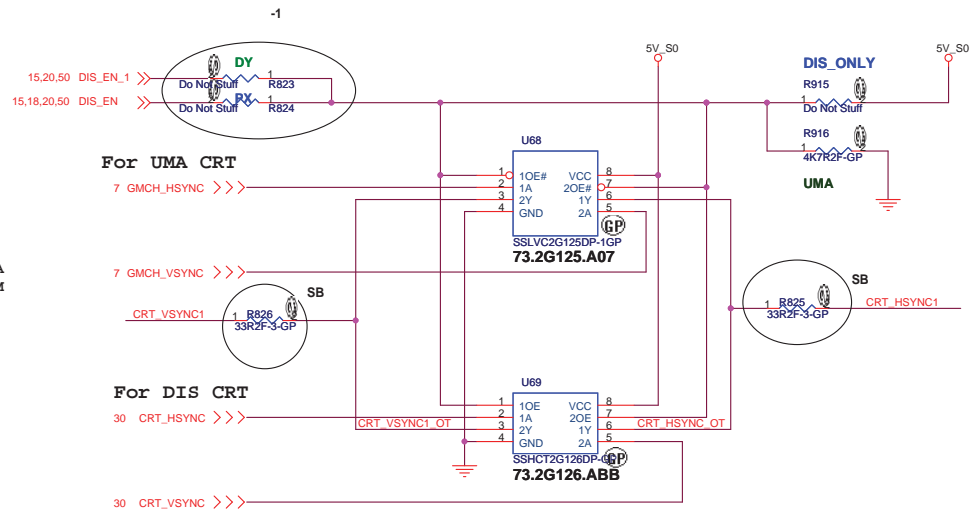 -1
DY
15,20,50 DIS_EN_1
1
Do Not Stuff
R823
15,18,20,50 DIS_EN
PX
1
Do Not Stuff
R824
5V_S0
5V_S0
DIS_ONLY
R915
1
Do Not Stuff
R916
1
4K7R2F-GP
UMA
For UMA CRT
7 GMCH_HSYNC
U68
1 1OE# VCC 8
2 1A 2OE# 7
3 2Y 1Y 6
4 GND 2A 5
GP
SSLVC2G125DP-1GP
73.2G125.A07
7 GMCH_VSYNC
A
M
SB
CRT_VSYNC1
1 R826
33R2F-3-GP
SB
1 R825
33R2F-3-GP
CRT_HSYNC1
For DIS CRT
30 CRT_HSYNC
U69
1 1OE VCC 8
2 1A 2OE 7
3 2Y 1Y 6
4 GND 2A 5
CRT_VSYNC1_OT
CRT_HSYNC_OT
GP
73.2G126.ABB
30 CRT_VSYNC